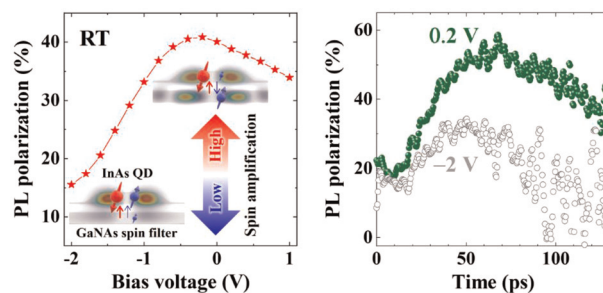 RT
PL polarization (%)
40
30
20
10
-2
-1
0
1
Bias voltage (V)
InAs QD
GaNAs spin filter
High
Low
Spin amplification
PL polarization (%)
60
40
20
0
0
50
100
Time (ps)
0.2 V
−2 V